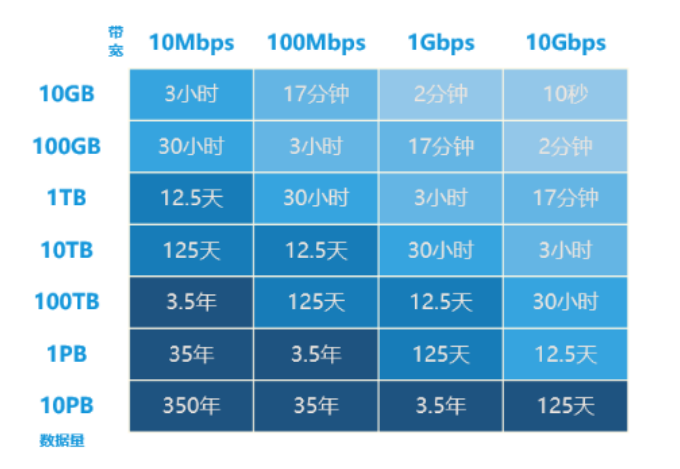 带宽 10Mbps 100Mbps 1Gbps 10Gbps
10GB 3小时 17分钟 2分钟 10秒
100GB 30小时 3小时 17分钟 2分钟
1TB 12.5天 30小时 3小时 17分钟
10TB 125天 12.5天 30小时 3小时
100TB 3.5年 125天 12.5天 30小时
1PB 35年 3.5年 125天 12.5天
10PB 350年 35年 3.5年 125天
数据量